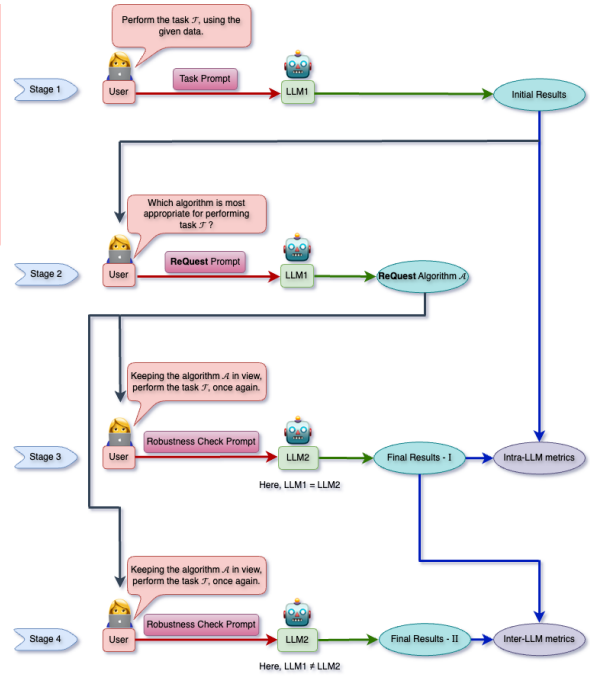 Perform the task 𝒯, using the
given data.
Stage 1
User
Task Prompt
LLM1
Initial Results
Which algorithm is most
appropriate for performing
task 𝒯 ?
Stage 2
User
ReQuest Prompt
LLM1
ReQuest Algorithm 𝒜
Keeping the algorithm 𝒜 in view,
perform the task 𝒯, once again.
Stage 3
User
Robustness Check Prompt
LLM2
Final Results - I
Intra-LLM metrics
Here, LLM1 = LLM2
Keeping the algorithm 𝒜 in view,
perform the task 𝒯, once again.
Stage 4
User
Robustness Check Prompt
LLM2
Final Results - II
Inter-LLM metrics
Here, LLM1 ≠ LLM2